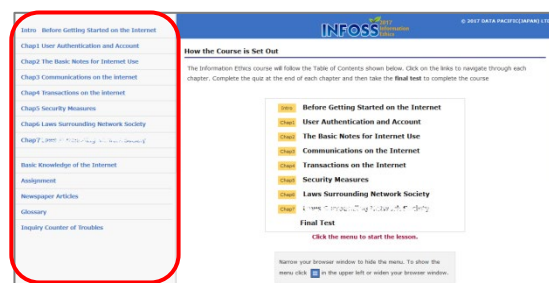 Intro Before Getting Started on the Internet
Chap1 User Authentication and Account
Chap2 The Basic Notes for Internet Use
Chap3 Communications on the internet
Chap4 Transactions on the internet
Chap5 Security Measures
Chap6 Laws Surrounding Network Society
Chap7
Basic Knowledge of the Internet
Assignment
Newspaper Articles
Glossary
Inquiry Counter of Troubles
INFOSS 2017 Information Ethics
© 2017 DATA PACIFIC(JAPAN) LT
How the Course is Set Out
The Information Ethics course will follow the Table of Contents shown below. Click on the links to navigate through each
chapter. Complete the quiz at the end of each chapter and then take the final test to complete the course
Intro Before Getting Started on the Internet
Chap1 User Authentication and Account
Chap2 The Basic Notes for Internet Use
Chap3 Communications on the Internet
Chap4 Transactions on the Internet
Chap5 Security Measures
Chap6 Laws Surrounding Network Society
Chap7
Final Test
Click the menu to start the lesson.
Narrow your browser window to hide the menu. To show the
menu click in the upper left or widen your browser window.